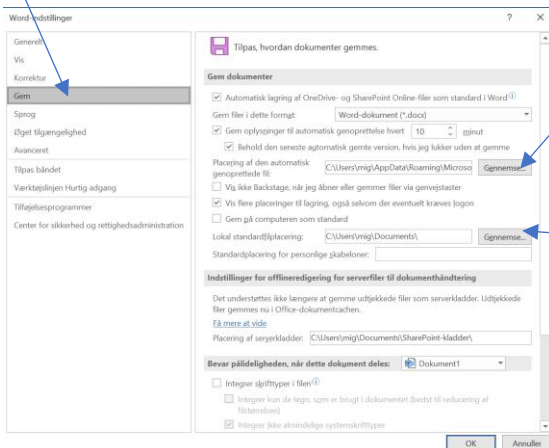 Word-indstillinger
Generelt
Vis
Korrektur
Gem
Sprog
Øget tilgængelighed
Avanceret
Tilpas båndet
Værktøjslinjen Hurtig adgang
Tilføjelsesprogrammer
Center for sikkerhed og rettighedsadministration
Tilpas, hvordan dokumenter gemmes.
Gem dokumenter
Automatisk lagring af OneDrive- og SharePoint Online-filer som standard i Word
Gem filer i dette format: Word-dokument (*.docx)
Gem oplysninger til automatisk genoprettelse hvert 10 minut
Behold den seneste automatisk gemte version, hvis jeg lukker uden at gemme
Placering af den automatisk genoprettede fil: C:\Users\mig\AppData\Roaming\Microso Gennemse...
Vis ikke Backstage, når jeg åbner eller gemmer filer via genvejstaster
Vis flere placeringer til lagring, også selvom der eventuelt kræves logon
Gem på computeren som standard
Lokal standardfilplacering: C:\Users\mig\Documents\ Gennemse...
Standardplacering for personlige skabeloner:
Indstillinger for offlineredigering for serverfiler til dokumenthåndtering
Det understøttes ikke længere at gemme udtjekkede filer som serverkladder. Udtjekkede
filer gemmes nu i Office-dokumentcachen.
Få mere at vide
Placering af serverkladder: C:\Users\mig\Documents\SharePoint-kladder\
Bevar pålideligheden, når dette dokument deles: Dokument1
Integrer skrifttyper i filen
Integrer kun de tegn, som er brugt i dokumentet (bedst til reducering af
filstørrelsen)
Integrer ikke almindelige systemskrifttyper
OK Annuller